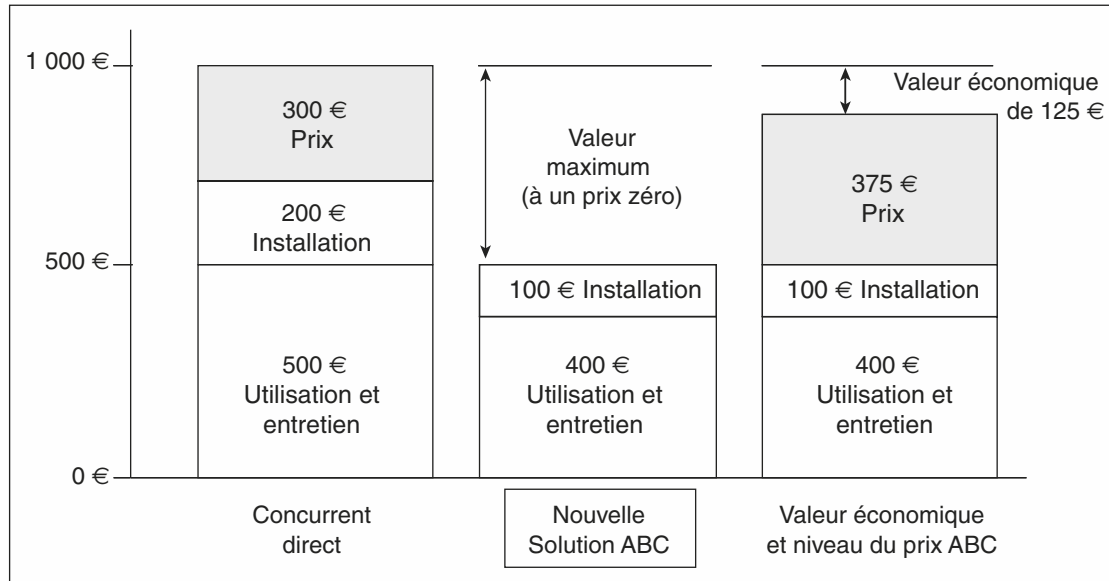 1 000 €
500 €
0 €
300 €
Prix
200 €
Installation
500 €
Utilisation et
entretien
Concurrent
direct
Valeur
maximum
(à un prix zéro)
100 € Installation
400 €
Utilisation et
entretien
Nouvelle
Solution ABC
Valeur économique
de 125 €
375 €
Prix
100 € Installation
400 €
Utilisation et
entretien
Valeur économique
et niveau du prix ABC